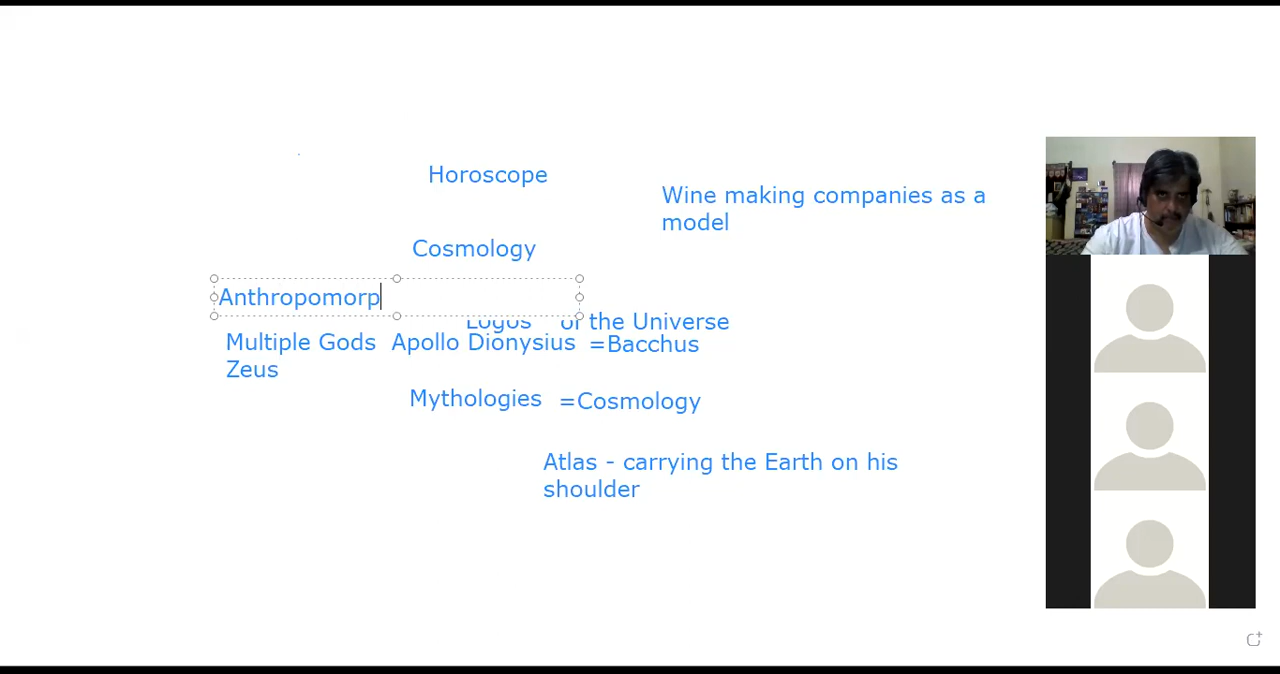 Horoscope
Wine making companies as a
model
Cosmology
Anthropomorp
Logos of the Universe
Multiple Gods Apollo Dionysius =Bacchus
Zeus
Mythologies =Cosmology
Atlas - carrying the Earth on his
shoulder